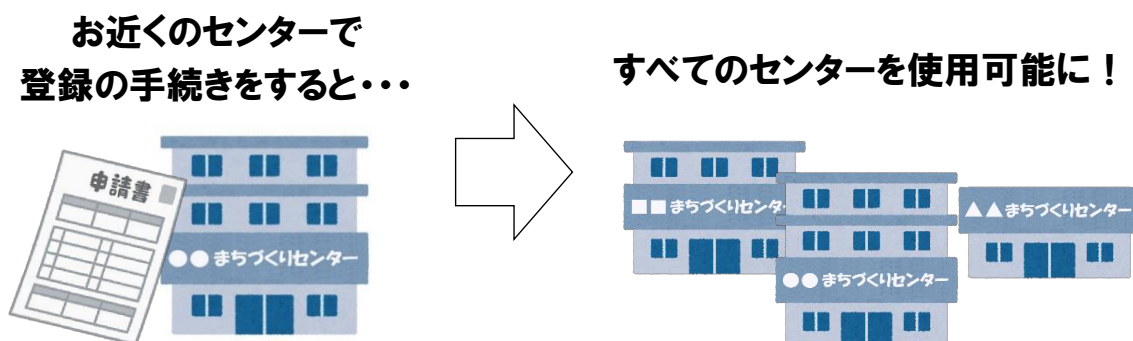 お近くのセンターで
登録の手続きをすると・・・
すべてのセンターを使用可能に！
申請書
●●まちづくりセンター
■■まちづくりセンタ
●●まちづくりセンター
▲▲まちづくりセンター